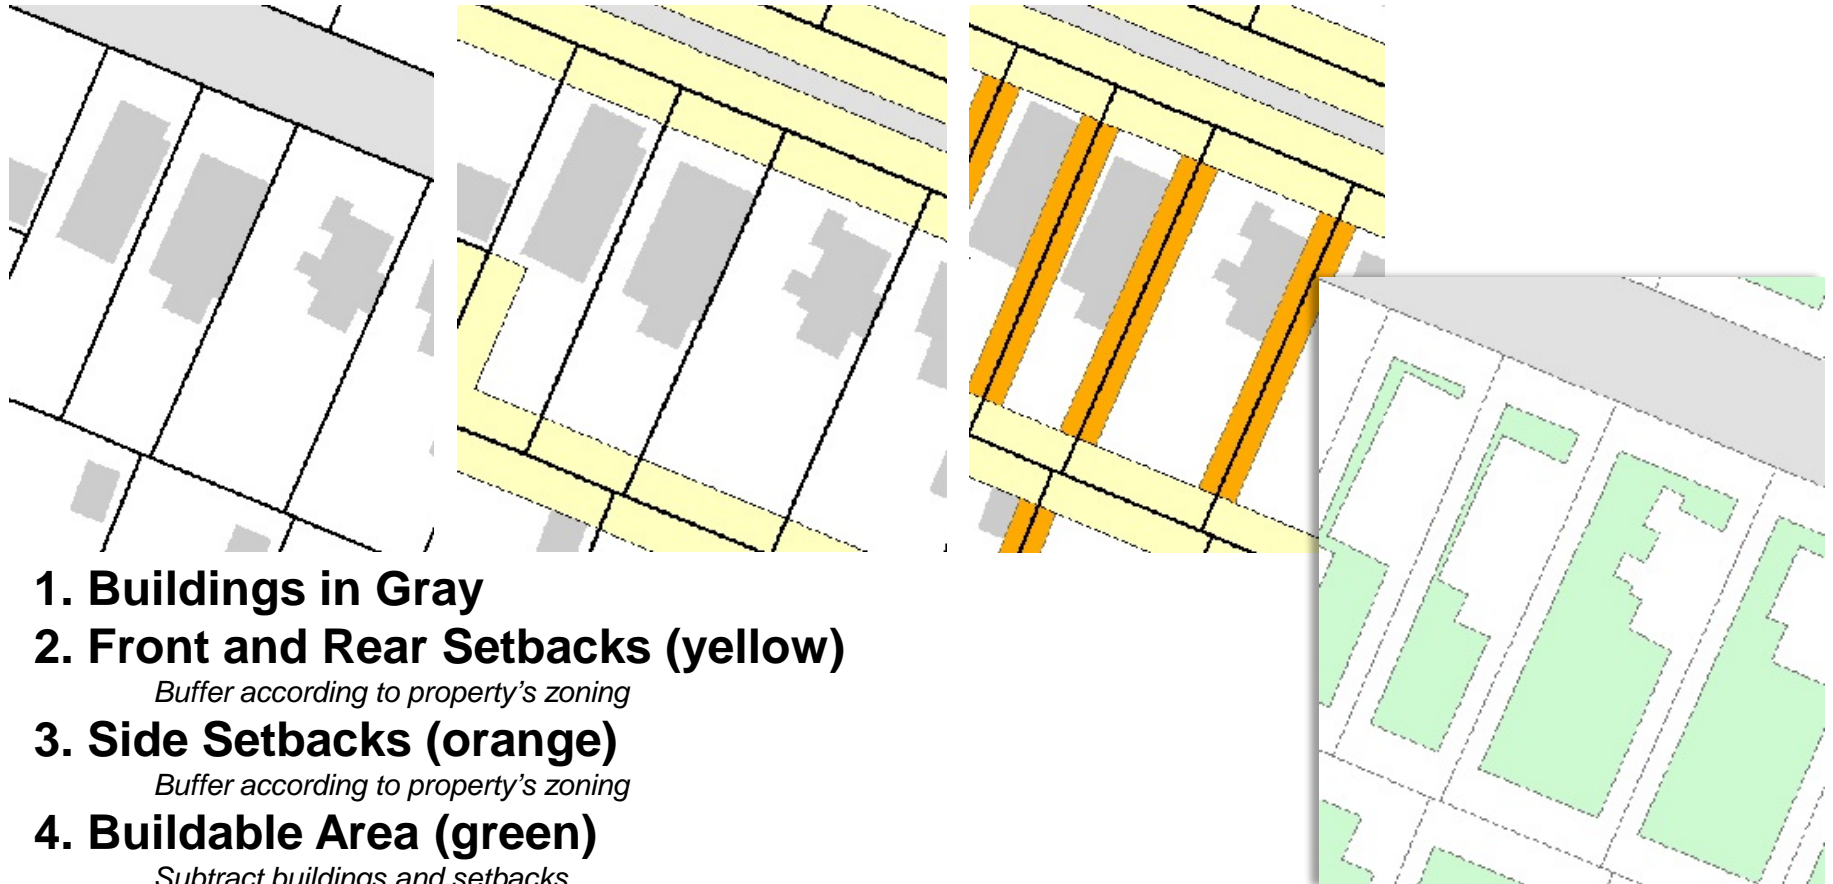 1. Buildings in Gray
2. Front and Rear Setbacks (yellow)
Buffer according to property’s zoning
3. Side Setbacks (orange)
Buffer according to property’s zoning
4. Buildable Area (green)
Subtract buildings and setbacks